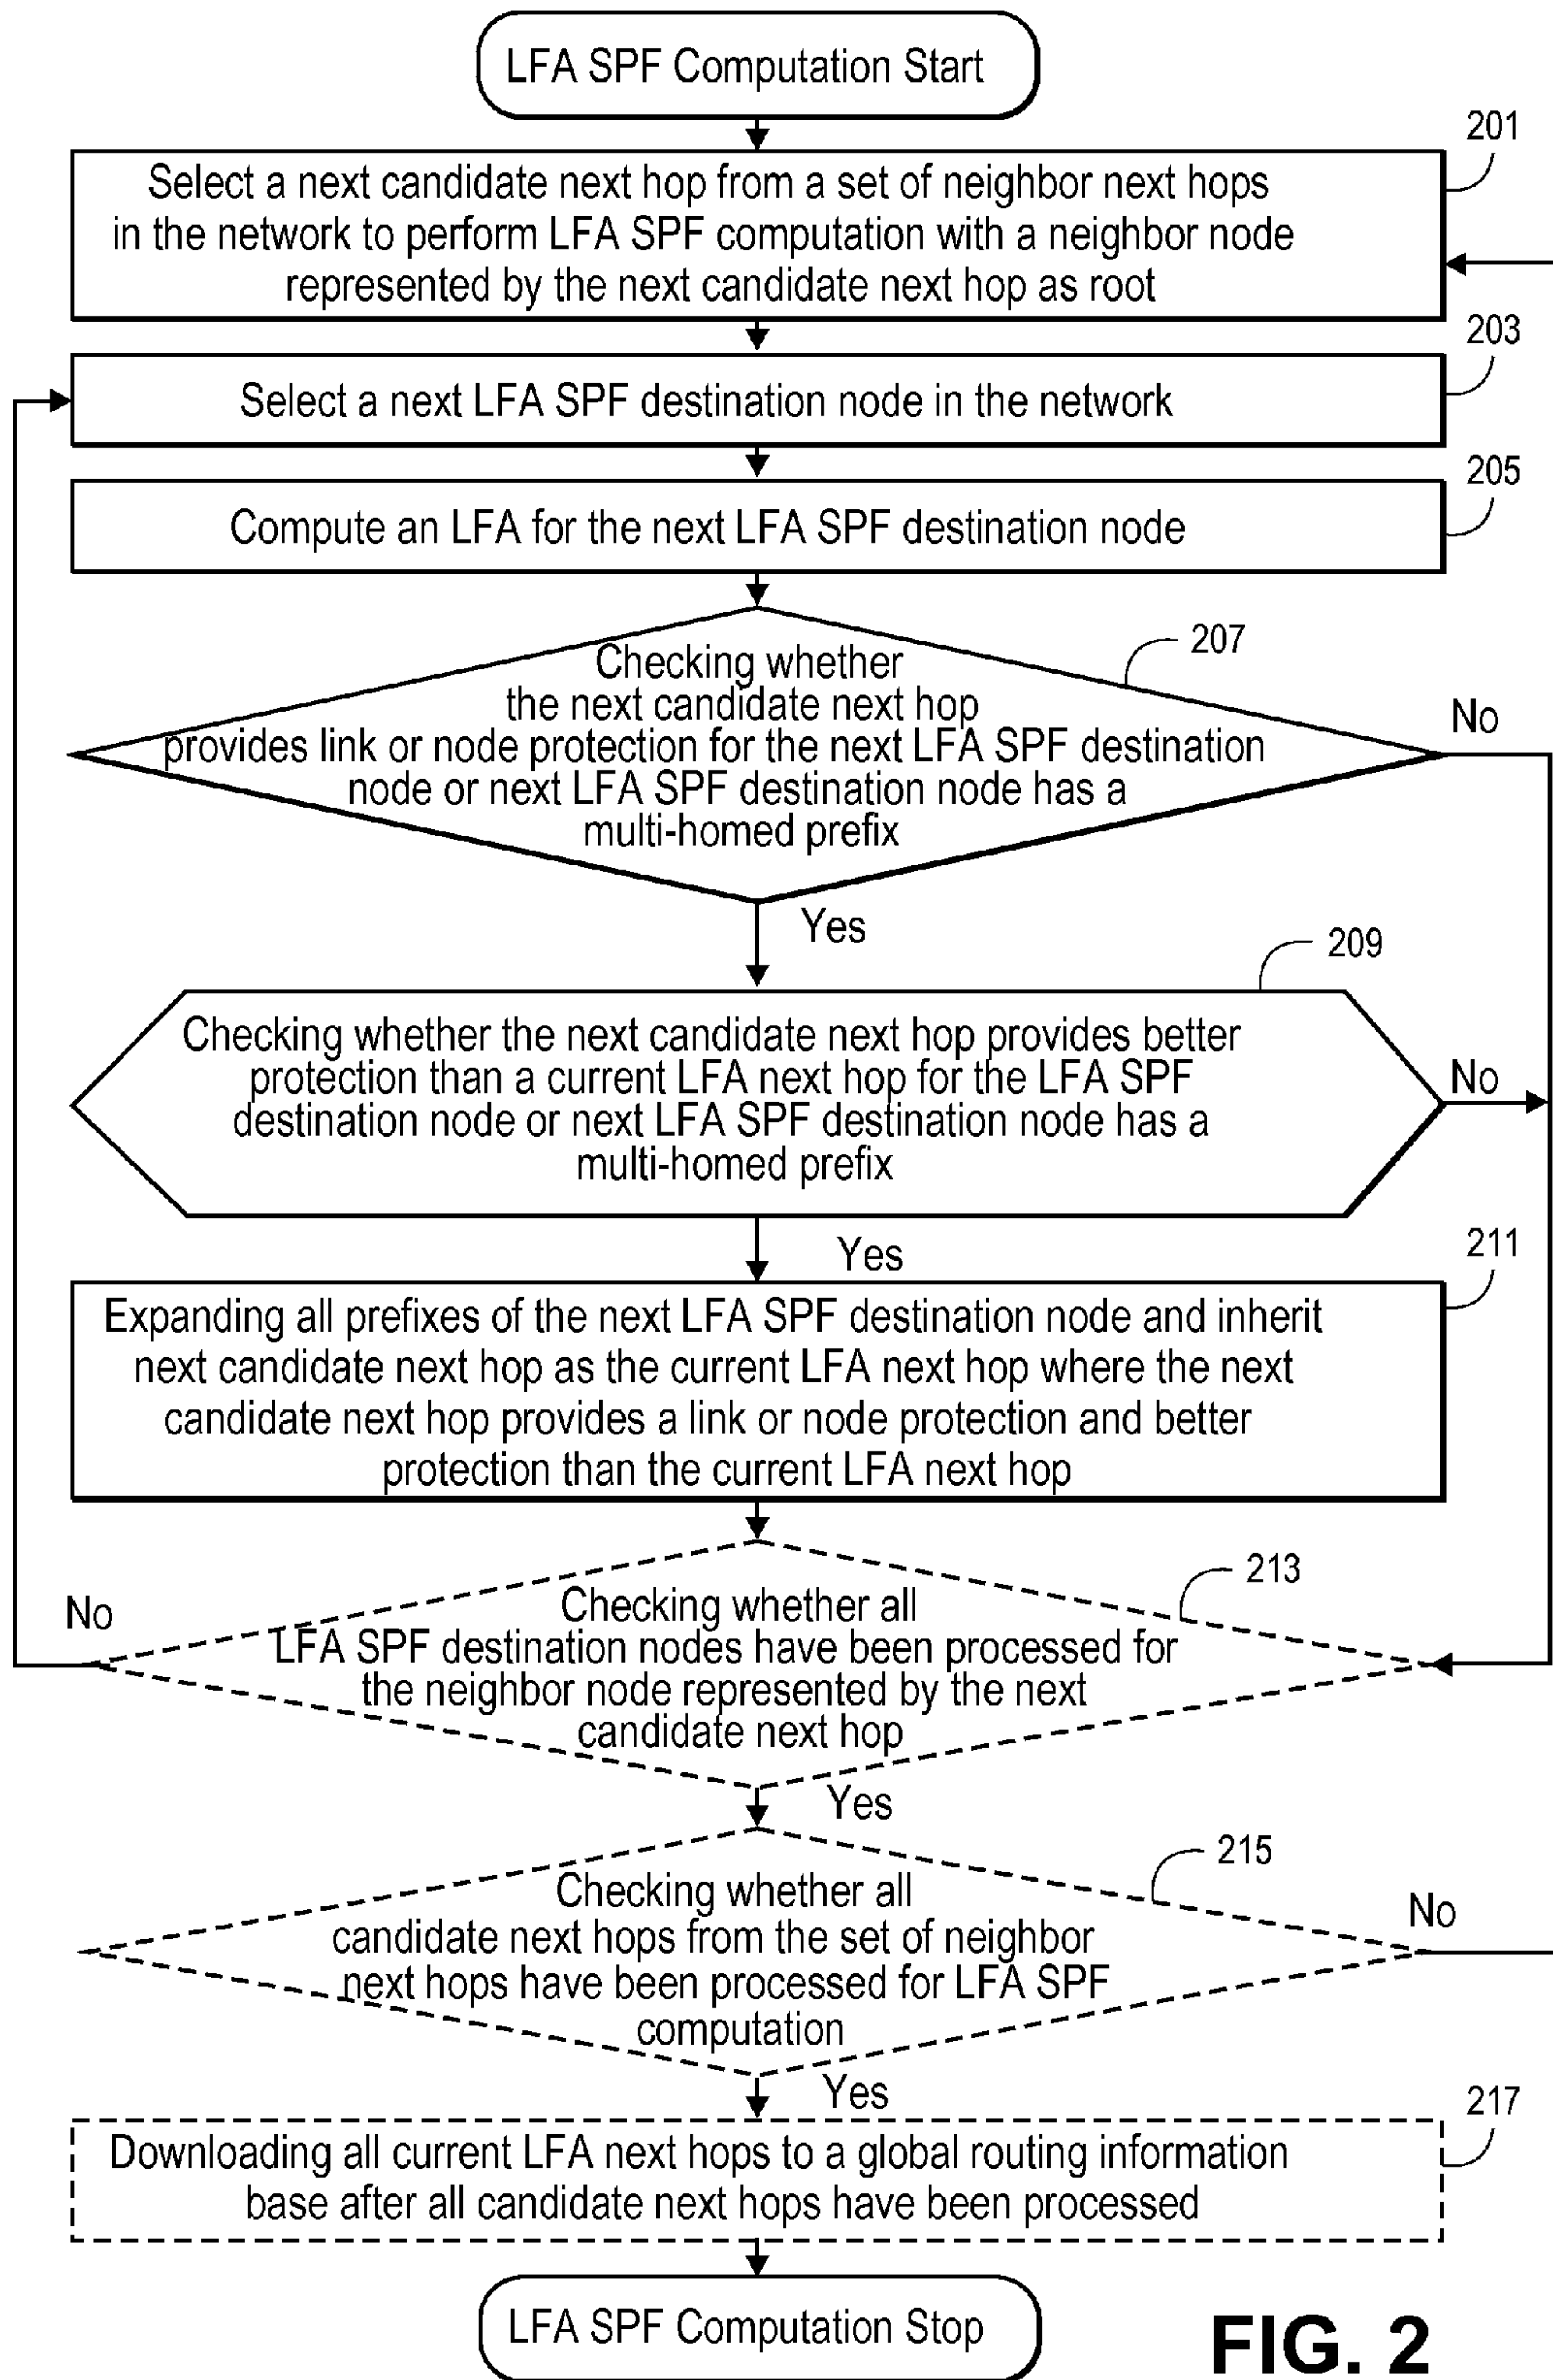 LFA SPF Computation Start
201
Select a next candidate next hop from a set of neighbor next hops
in the network to perform LFA SPF computation with a neighbor node
represented by the next candidate next hop as root
203
Select a next LFA SPF destination node in the network
205
Compute an LFA for the next LFA SPF destination node
207
Checking whether
the next candidate next hop
provides link or node protection for the next LFA SPF destination
node or next LFA SPF destination node has a
multi-homed prefix
No
Yes
209
Checking whether the next candidate next hop provides better
protection than a current LFA next hop for the LFA SPF
destination node or next LFA SPF destination node has a
multi-homed prefix
No
Yes
211
Expanding all prefixes of the next LFA SPF destination node and inherit
next candidate next hop as the current LFA next hop where the next
candidate next hop provides a link or node protection and better
protection than the current LFA next hop
213
No
Checking whether all
LFA SPF destination nodes have been processed for
the neighbor node represented by the next
candidate next hop
Yes
215
Checking whether all
candidate next hops from the set of neighbor
next hops have been processed for LFA SPF
computation
No
Yes
217
Downloading all current LFA next hops to a global routing information
base after all candidate next hops have been processed
LFA SPF Computation Stop
FIG. 2